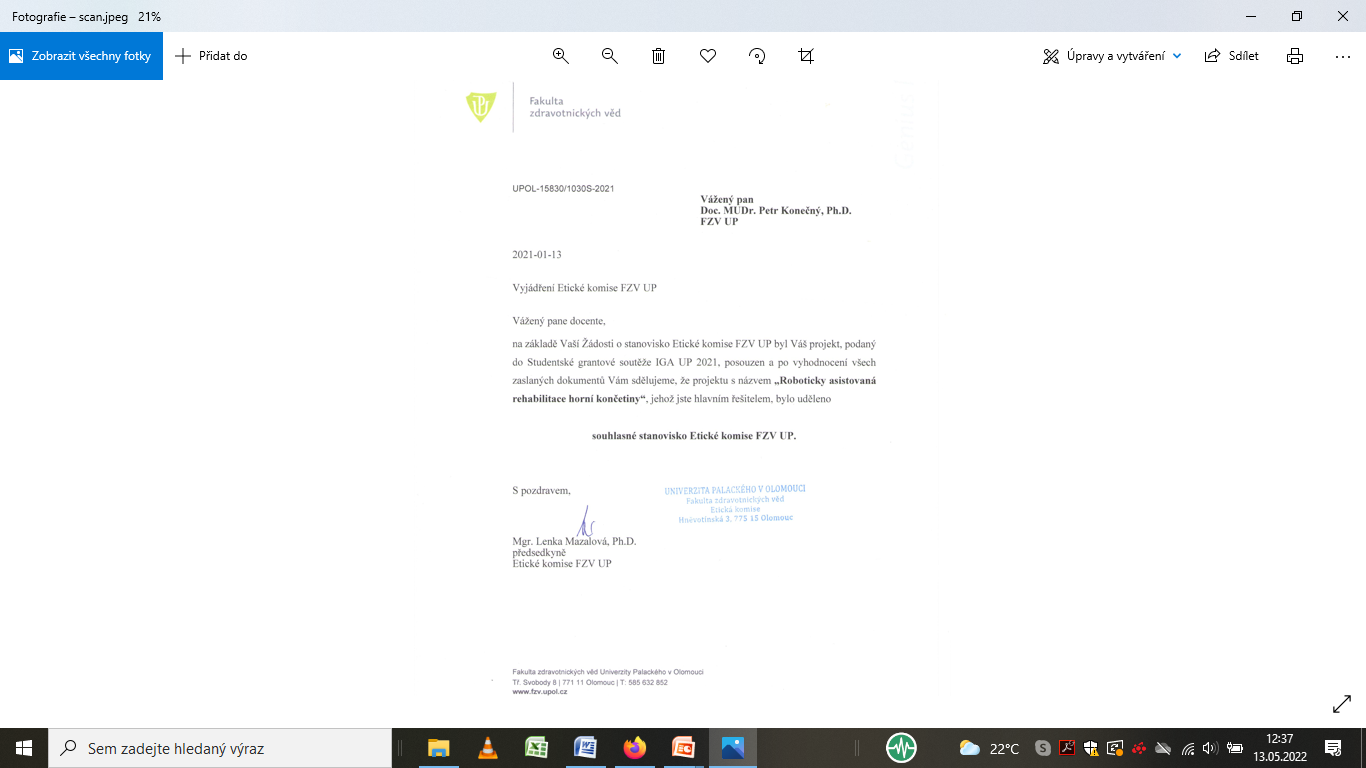 Fotografie – scan.jpeg   21%
Zobrazit všechny fotky
Přidat do
Úpravy a vytváření
Sdílet
Fakulta
zdravotnických věd
UPOL-15830/1030S-2021
Vážený pan
Doc. MUDr. Petr Konečný, Ph.D.
FZV UP
2021-01-13
Vyjádření Etické komise FZV UP
Vážený pane docente,
na základě Vaší Žádosti o stanovisko Etické komise FZV UP byl Váš projekt, podaný
do Studentské grantové soutěže IGA UP 2021, posouzen a po vyhodnocení všech
zaslaných dokumentů Vám sdělujeme, že projektu s názvem „Roboticky asistovaná
rehabilitace horní končetiny“, jehož jste hlavním řešitelem, bylo uděleno
souhlasné stanovisko Etické komise FZV UP.
S pozdravem,
UNIVERZITA PALACKÉHO V OLOMOUCI
Fakulta zdravotnických věd
Etická komise
Hněvotínská 3, 775 15 Olomouc
Mgr. Lenka Mazalová, Ph.D.
předsedkyně
Etické komise FZV UP
Fakulta zdravotnických věd Univerzity Palackého v Olomouci
Tř. Svobody 8 | 771 11 Olomouc | T: 585 632 852
www.fzv.upol.cz
Sem zadejte hledaný výraz
22°C
12:37
13.05.2022